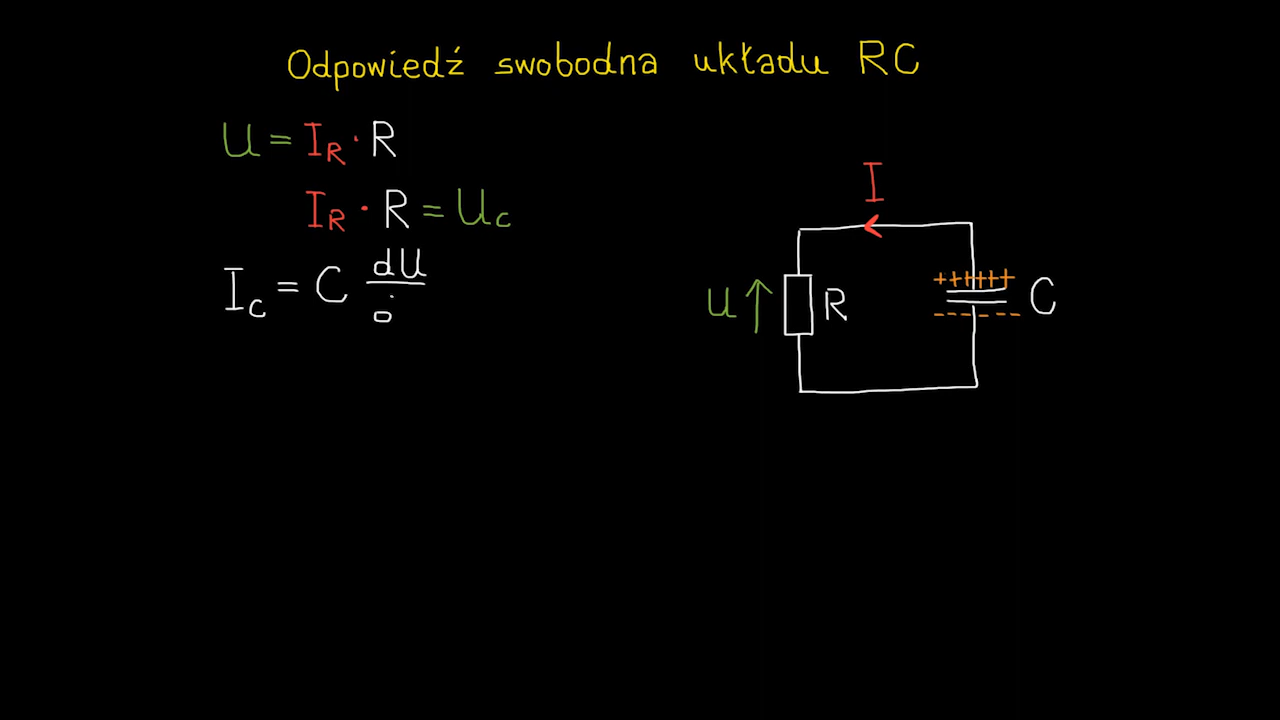 Odpowiedź swobodna układu RC
U = I_R · R
I_R · R = U_C
I_C = C dU/
I
U ↑ R
++++++
C
------